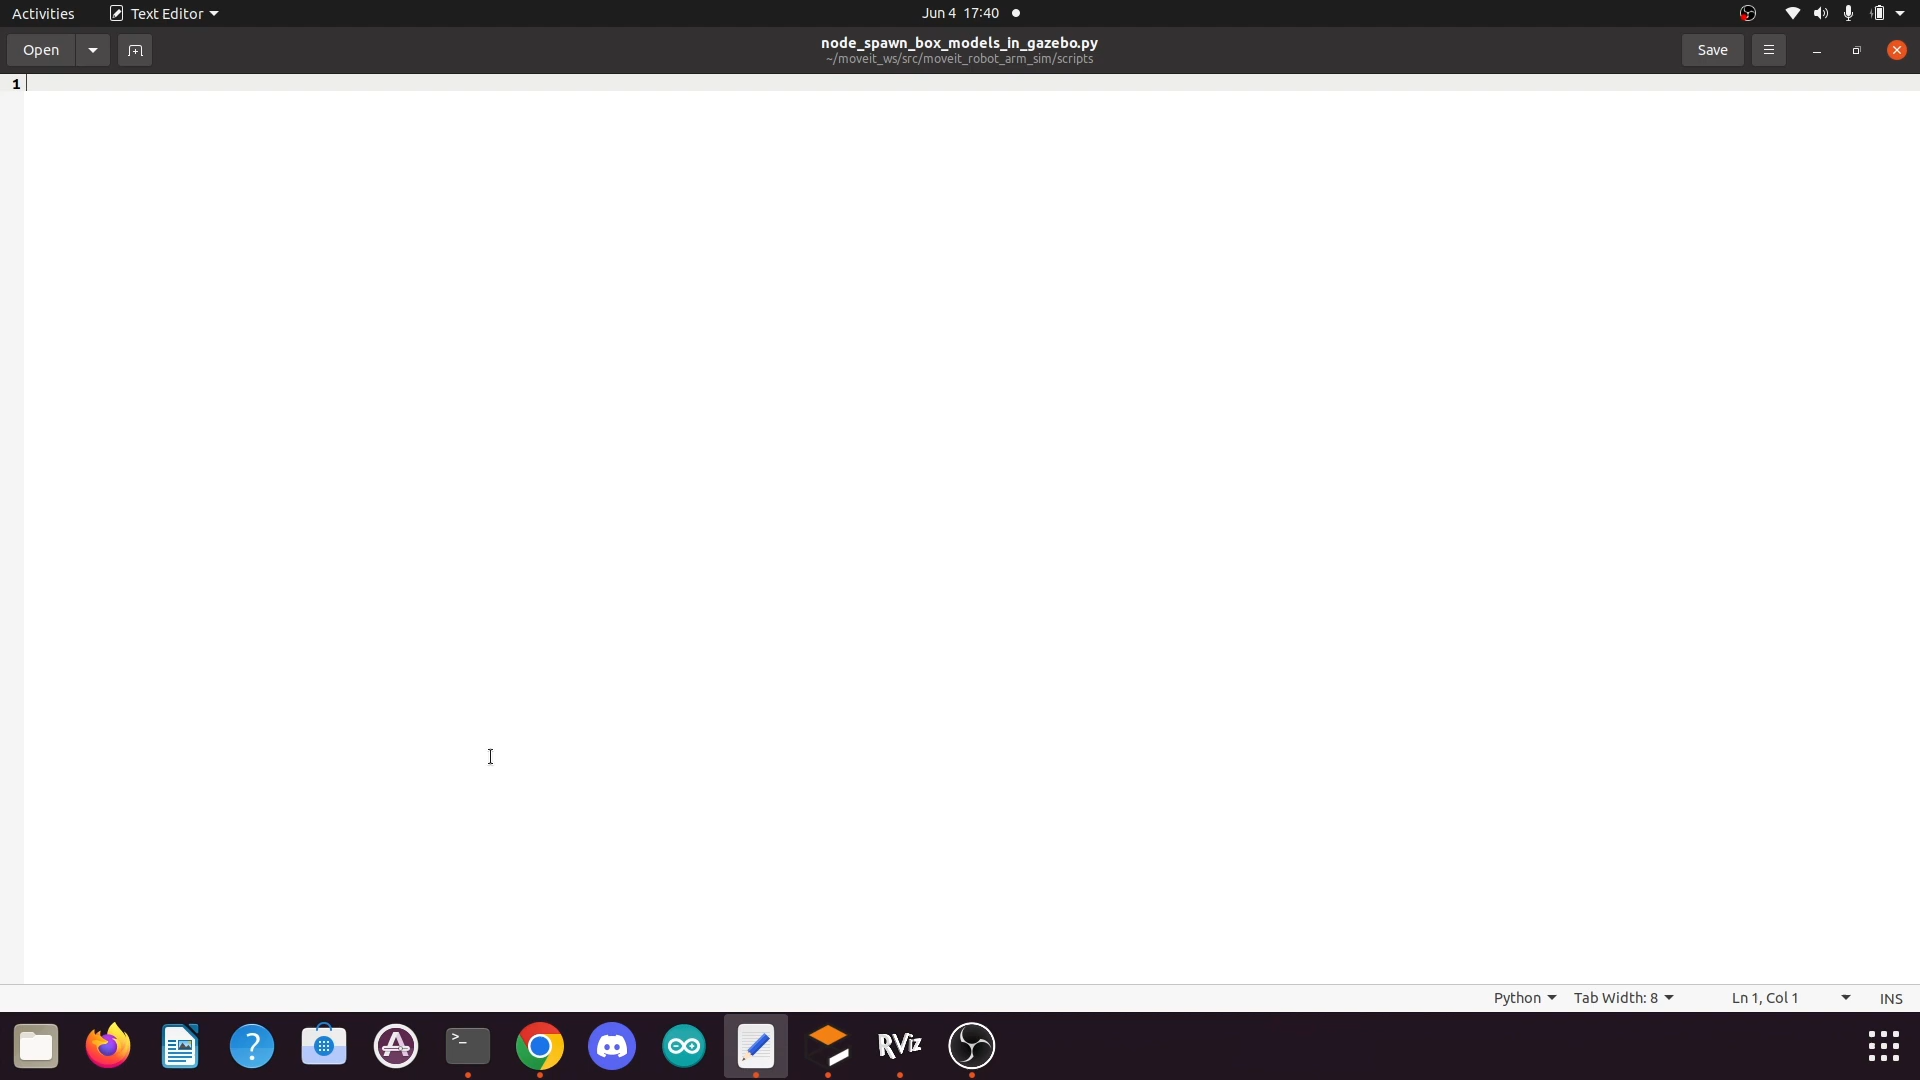 Activities
Text Editor
Jun 4 17:40
Open
node_spawn_box_models_in_gazebo.py
~/moveit_ws/src/moveit_robot_arm_sim/scripts
Save
1
Python
Tab Width: 8
Ln 1, Col 1
INS
?
A
>_
RViz